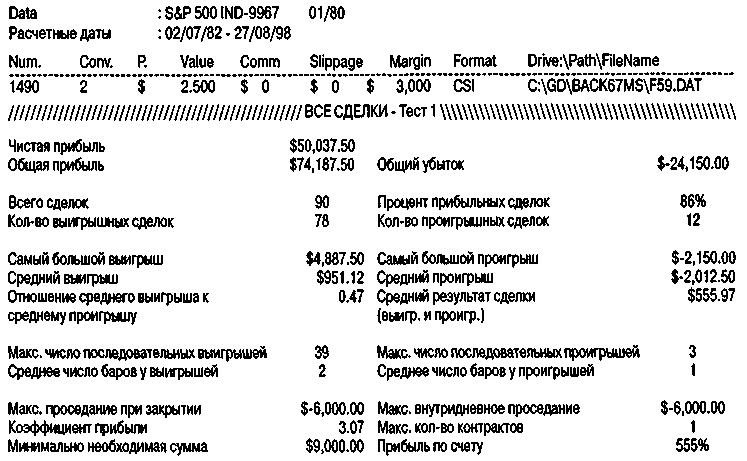 Data : S&P 500 IND-9967 01/80
Расчетные даты : 02/07/82 - 27/08/98
Num. Conv. P. Value Comm Slippage Margin Format Drive:\Path\FileName
1490 2 $ 2.500 $ 0 $ 0 $ 3,000 CSI C:\GD\BACK67MS\F59.DAT
////////////////////////////////////////////////// ВСЕ СДЕЛКИ - Тест 1 \\\\\\\\\\\\\\\\\\\\\\\\\\\\\\\\\\\\\\\\\\\\\\\\\\
Чистая прибыль $50,037.50
Общая прибыль $74,187.50 Общий убыток $-24,150.00
Всего сделок 90 Процент прибыльных сделок 86%
Кол-во выигрышных сделок 78 Кол-во проигрышных сделок 12
Самый большой выигрыш $4,887.50 Самый большой проигрыш $-2,150.00
Средний выигрыш $951.12 Средний проигрыш $-2,012.50
Отношение среднего выигрыша к 0.47 Средний результат сделки $555.97
среднему проигрышу (выигр. и проигр.)
Макс. число последовательных выигрышей 39 Макс. число последовательных проигрышей 3
Среднее число баров у выигрышей 2 Среднее число баров у проигрышей 1
Макс. проседание при закрытии $-6,000.00 Макс. внутридневное проседание $-6,000.00
Коэффициент прибыли 3.07 Макс. кол-во контрактов 1
Минимально необходимая сумма $9,000.00 Прибыль по счету 555%